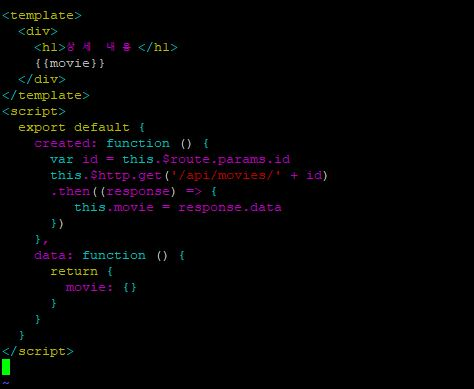 <template>
  <div>
    <h1>상세 내용</h1>
    {{movie}}
  </div>
</template>
<script>
  export default {
    created: function () {
      var id = this.$route.params.id
      this.$http.get('/api/movies/' + id)
      .then((response) => {
         this.movie = response.data
      })
    },
    data: function () {
      return {
        movie: {}
      }
    }
  }
</script>
~